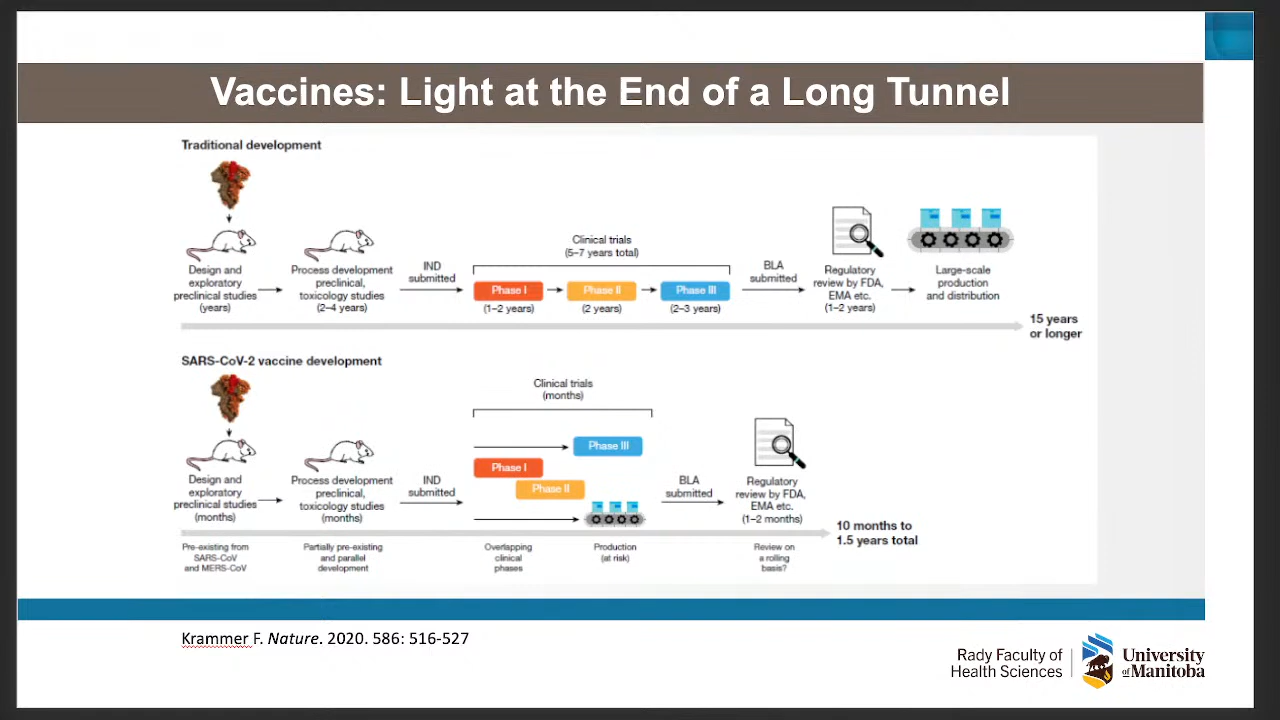 Vaccines: Light at the End of a Long Tunnel
Traditional development
Design and
exploratory
preclinical studies
(years)
Process development
preclinical,
toxicology studies
(2–4 years)
IND
submitted
Clinical trials
(5–7 years total)
Phase I
(1–2 years)
Phase II
(2 years)
Phase III
(2–3 years)
BLA
submitted
Regulatory
review by FDA,
EMA etc.
(1–2 years)
Large-scale
production
and distribution
15 years
or longer
SARS-CoV-2 vaccine development
Design and
exploratory
preclinical studies
(months)
Process development
preclinical,
toxicology studies
(months)
IND
submitted
Clinical trials
(months)
Phase III
Phase I
Phase II
BLA
submitted
Regulatory
review by FDA,
EMA etc.
(1–2 months)
10 months to
1.5 years total
Pre-existing from
SARS-CoV
and MERS-CoV
Partially pre-existing
and parallel
development
Overlapping
clinical
phases
Production
(at risk)
Review on
a rolling
basis?
Krammer F. Nature. 2020. 586: 516-527
Rady Faculty of
Health Sciences
University
of Manitoba